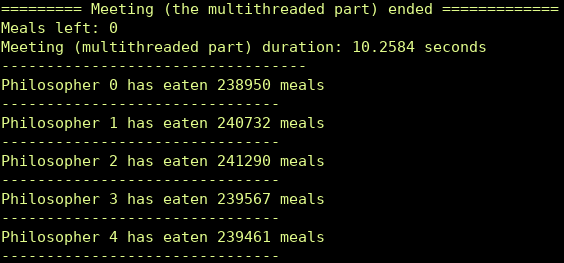 ========= Meeting (the multithreaded part) ended =============
Meals left: 0
Meeting (multithreaded part) duration: 10.2584 seconds
----------------------------------
Philosopher 0 has eaten 238950 meals
-------------------------------
Philosopher 1 has eaten 240732 meals
-------------------------------
Philosopher 2 has eaten 241290 meals
-------------------------------
Philosopher 3 has eaten 239567 meals
-------------------------------
Philosopher 4 has eaten 239461 meals
-------------------------------